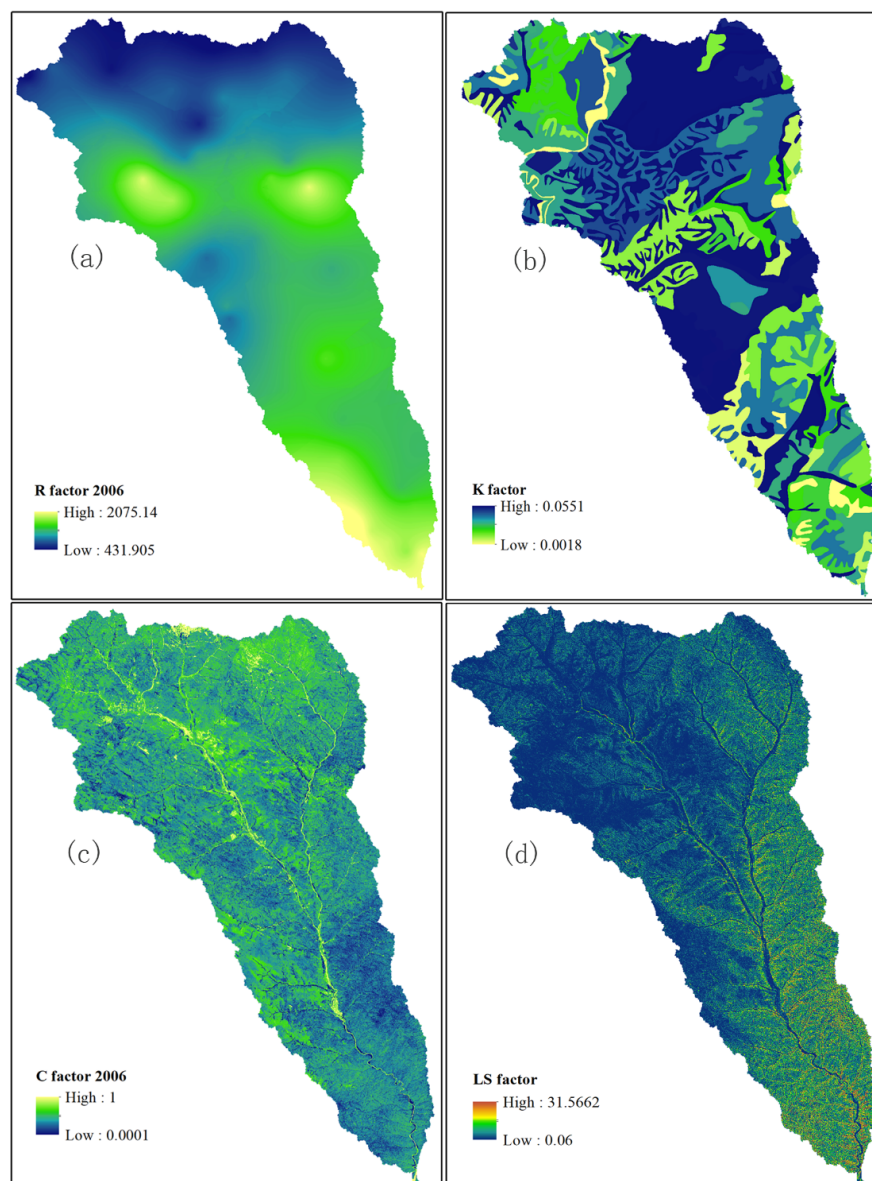 (a)
R factor 2006
High : 2075.14
Low : 431.905
(b)
K factor
High : 0.0551
Low : 0.0018
(c)
C factor 2006
High : 1
Low : 0.0001
(d)
LS factor
High : 31.5662
Low : 0.06